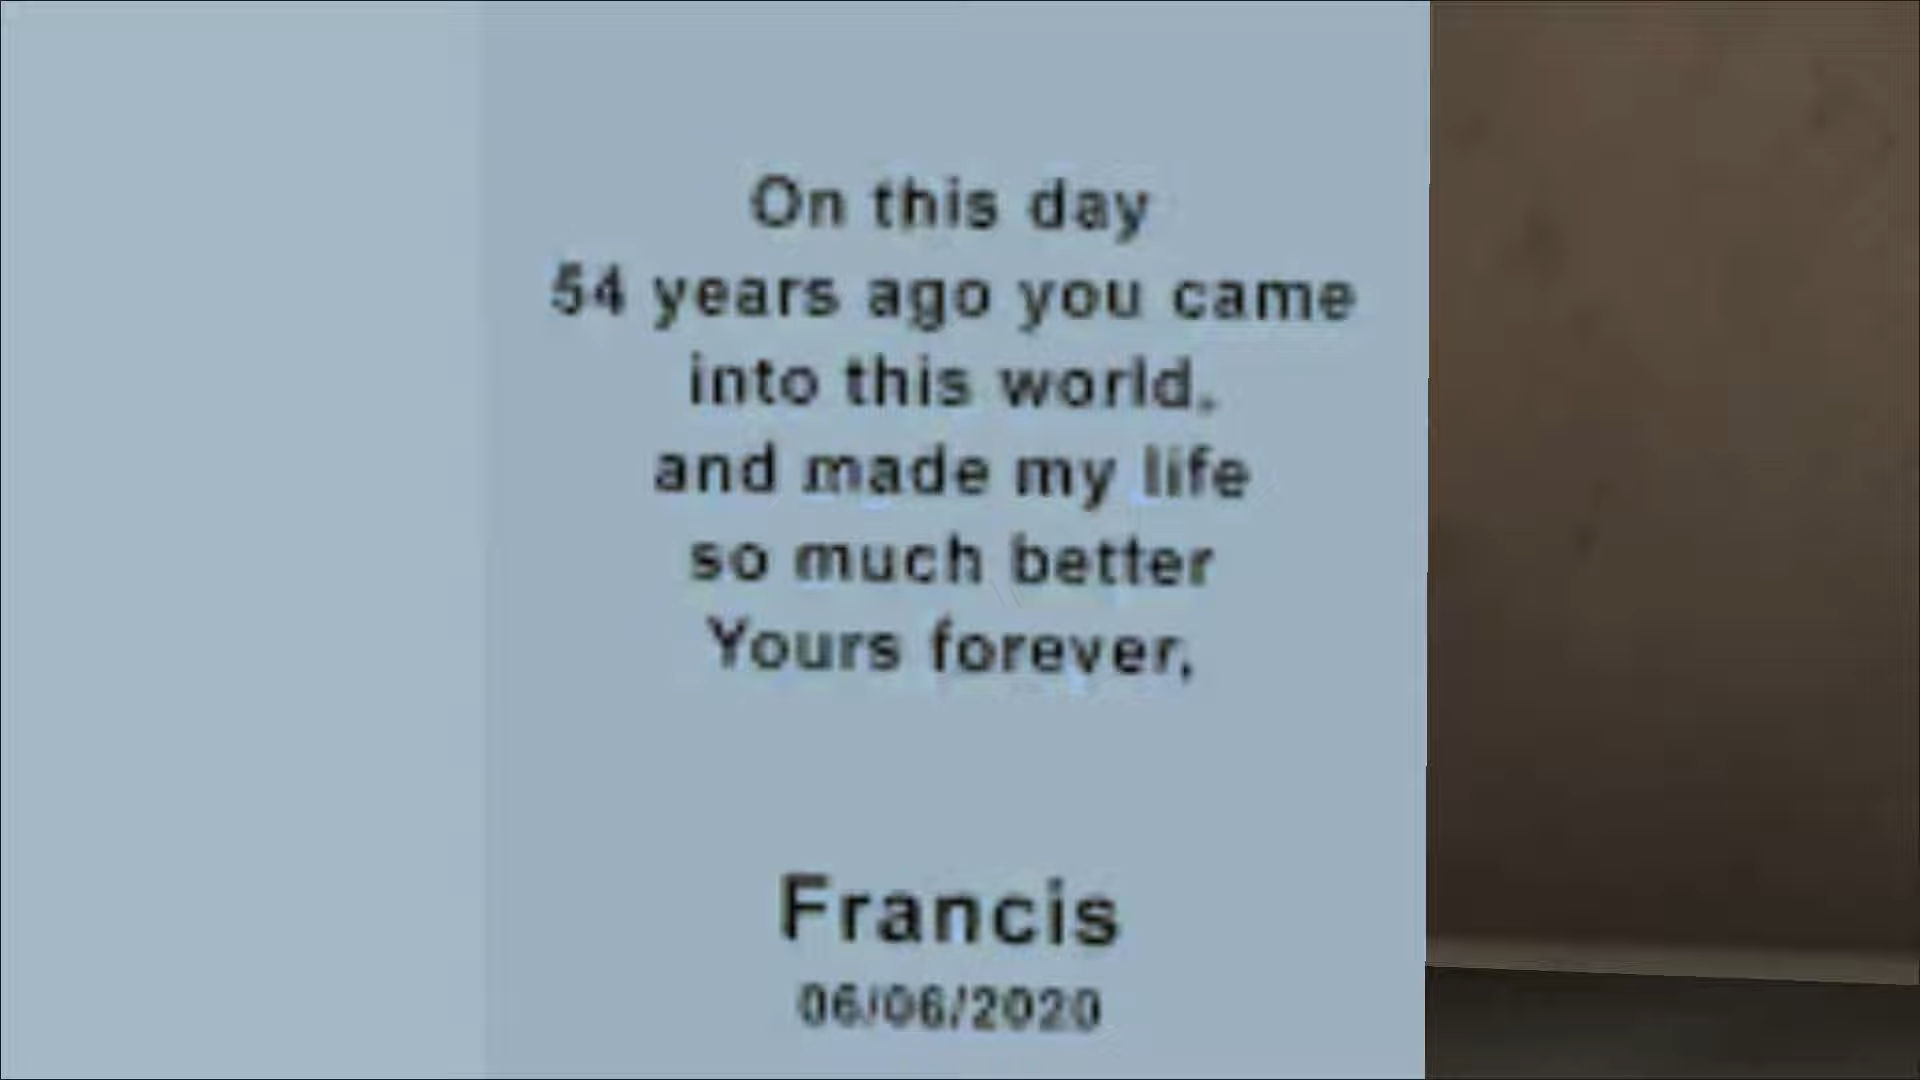 On this day
54 years ago you came
into this world.
and made my life
so much better
Yours forever,
Francis
06/06/2020